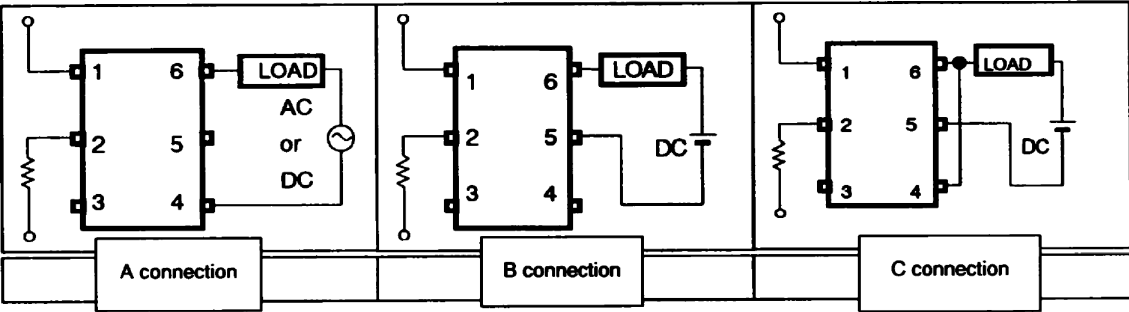 1 6 LOAD
AC
2 5 or
DC
3 4
A connection
1 6 LOAD
2 5 DC
3 4
B connection
1 6 LOAD
2 5 DC
3 4
C connection